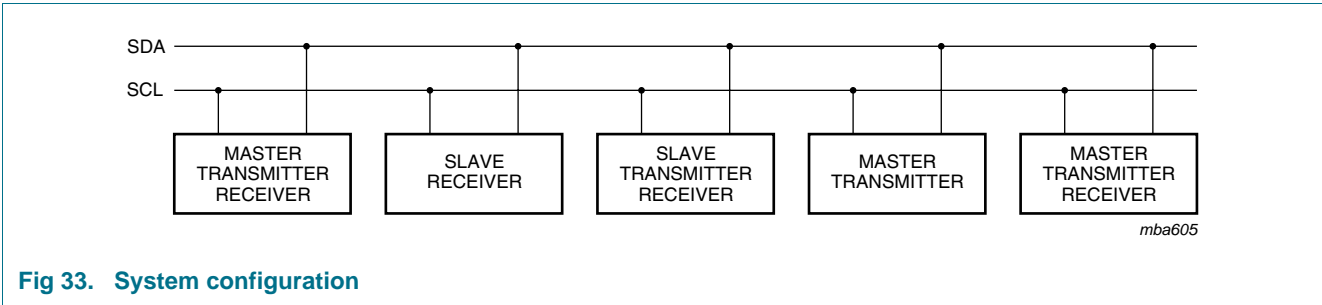 SDA
SCL
MASTER
TRANSMITTER
RECEIVER
SLAVE
RECEIVER
SLAVE
TRANSMITTER
RECEIVER
MASTER
TRANSMITTER
MASTER
TRANSMITTER
RECEIVER
mba605
Fig 33. System configuration